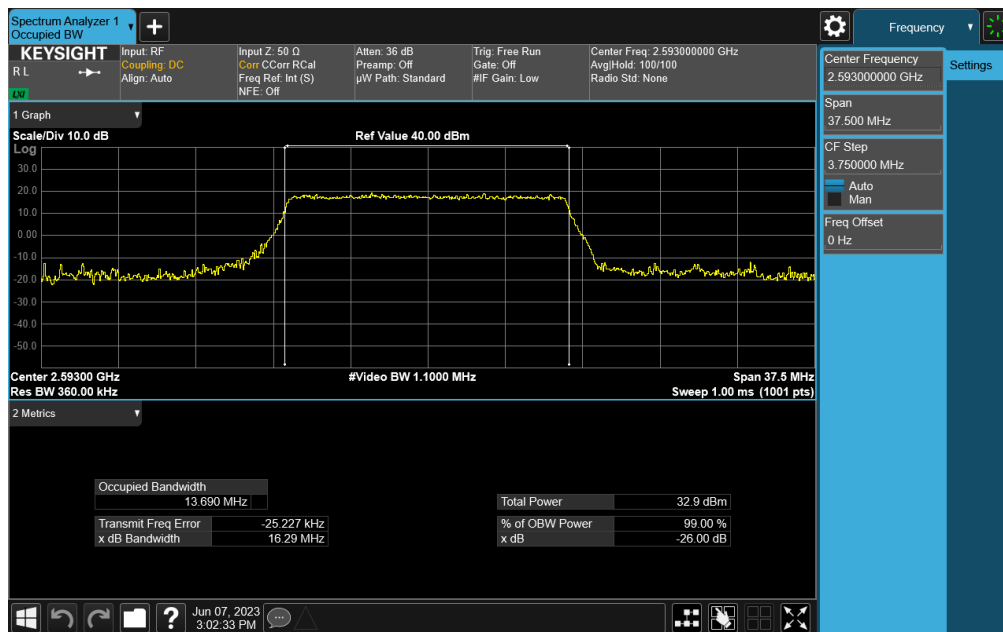 Spectrum Analyzer 1
Occupied BW
Frequency
KEYSIGHT
R L
LXI
Input: RF
Coupling: DC
Align: Auto
Input Z: 50 Ω
Corr CCorr RCal
Freq Ref: Int (S)
NFE: Off
Atten: 36 dB
Preamp: Off
µW Path: Standard
Trig: Free Run
Gate: Off
#IF Gain: Low
Center Freq: 2.593000000 GHz
Avg|Hold: 100/100
Radio Std: None
Center Frequency
2.593000000 GHz
Settings
Span
37.500 MHz
CF Step
3.750000 MHz
Auto
Man
Freq Offset
0 Hz
1 Graph
Scale/Div 10.0 dB
Ref Value 40.00 dBm
Log
30.0
20.0
10.0
0.00
-10.0
-20.0
-30.0
-40.0
-50.0
Center 2.59300 GHz
#Video BW 1.1000 MHz
Span 37.5 MHz
Res BW 360.00 kHz
Sweep 1.00 ms (1001 pts)
2 Metrics
Occupied Bandwidth
13.690 MHz
Total Power 32.9 dBm
Transmit Freq Error -25.227 kHz
% of OBW Power 99.00 %
x dB Bandwidth 16.29 MHz
x dB -26.00 dB
Jun 07, 2023
3:02:33 PM